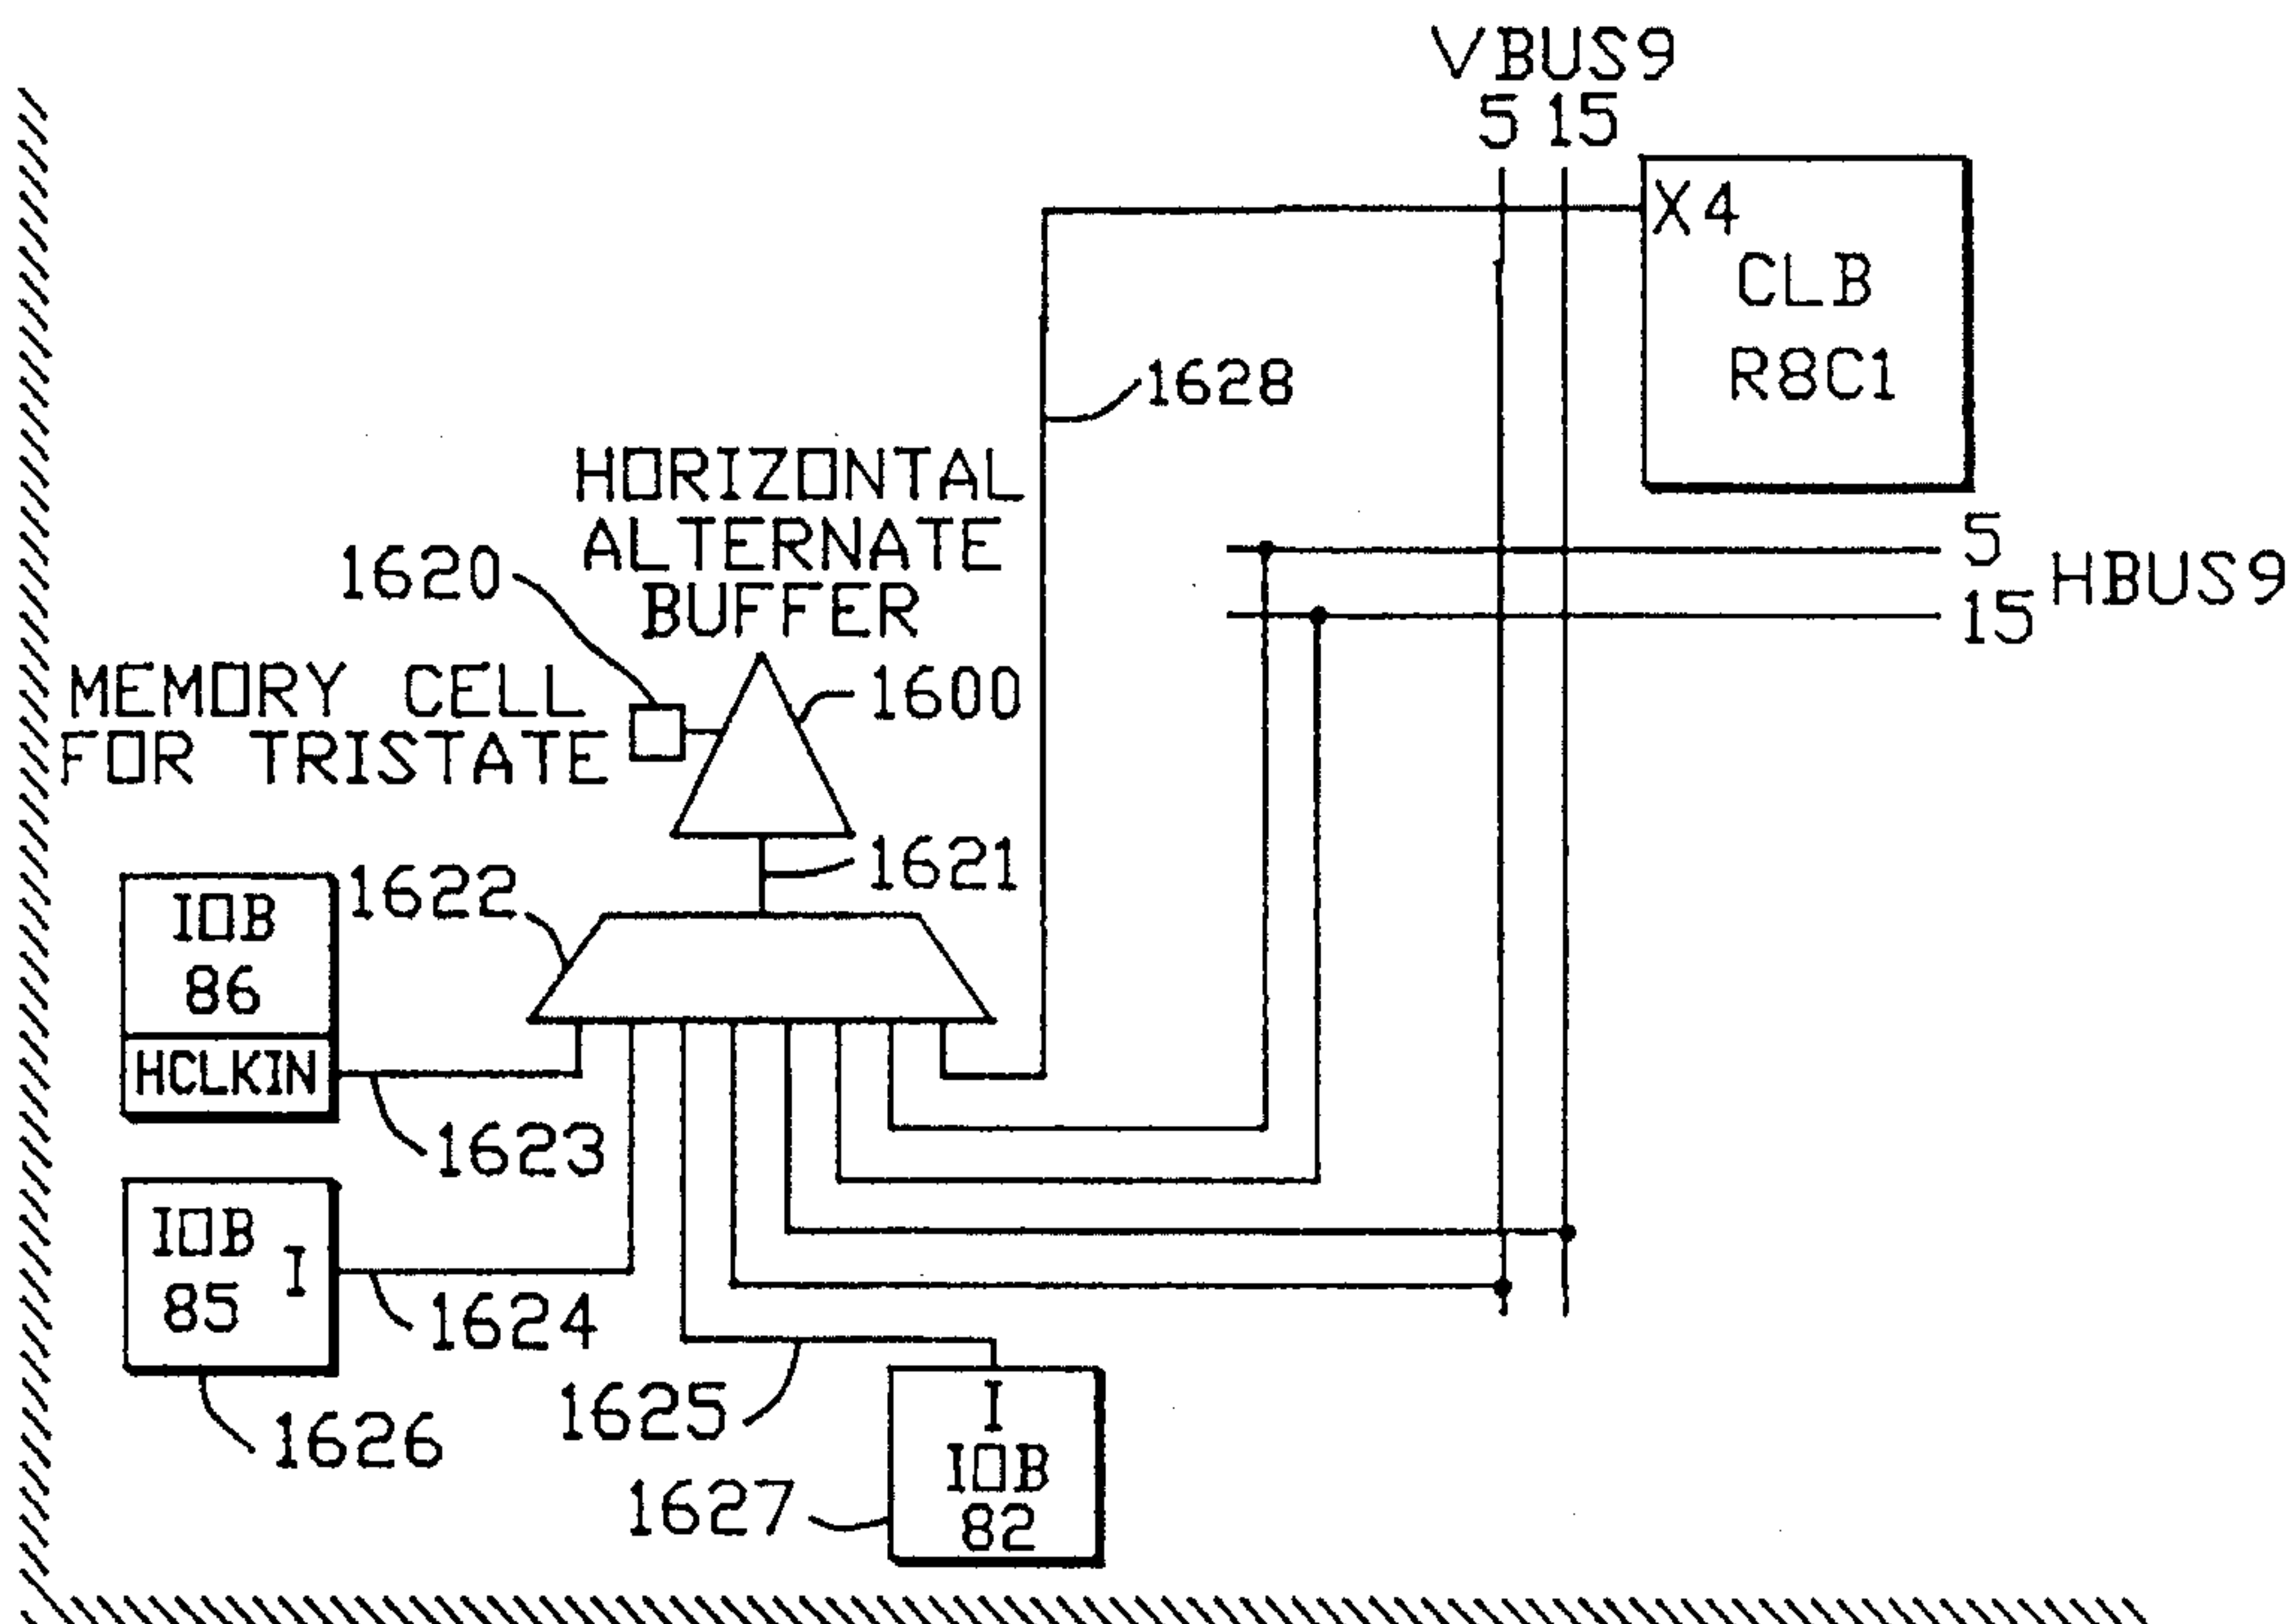 VBUS9
5 15
X4
CLB
R8C1
1628
HORIZONTAL
ALTERNATE
BUFFER
5
HBUS9
15
1620
MEMORY CELL
FOR TRISTATE
1600
1621
1622
IOB
86
HCLKIN
1623
IOB
85
I
1624
1626
1625
I
IOB
82
1627